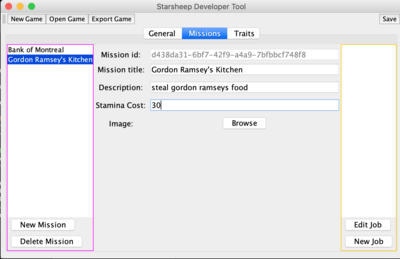 Starsheep Developer Tool
New Game Open Game Export Game Save
General Missions Traits
Bank of Montreal
Gordon Ramsey's Kitchen
Mission id: d438da31-6bf7-42f9-a4a9-7bfbbcf748f8
Mission title: Gordon Ramsey's Kitchen
Description: steal gordon ramseys food
Stamina Cost: 30
Image: Browse
New Mission
Delete Mission
Edit Job
New Job